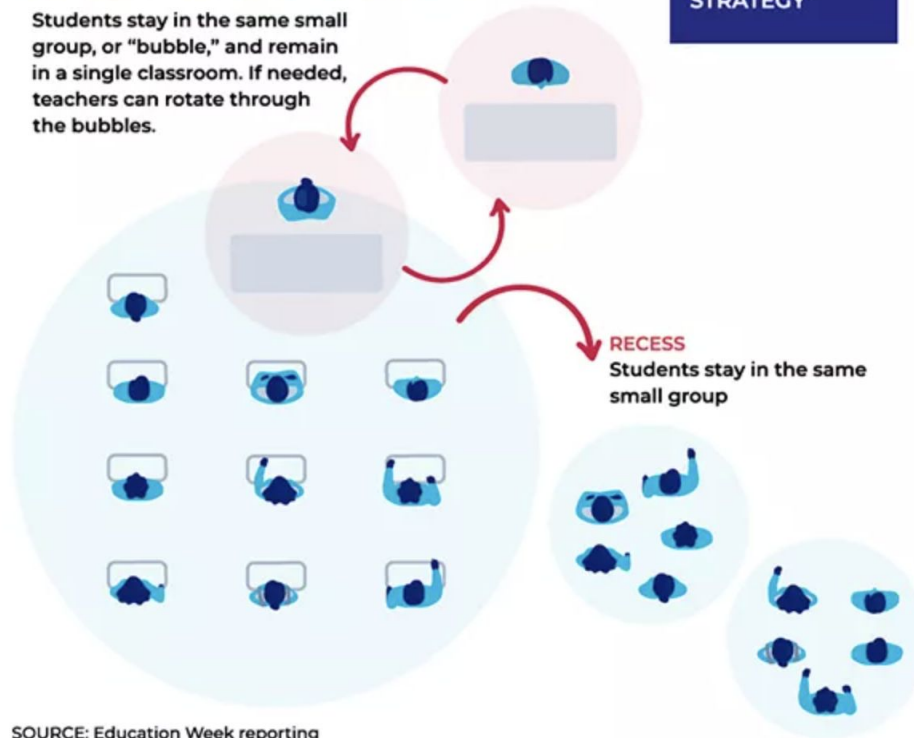 Students stay in the same small
group, or “bubble,” and remain
in a single classroom. If needed,
teachers can rotate through
the bubbles.
STRATEGY
RECESS
Students stay in the same
small group
SOURCE: Education Week reporting